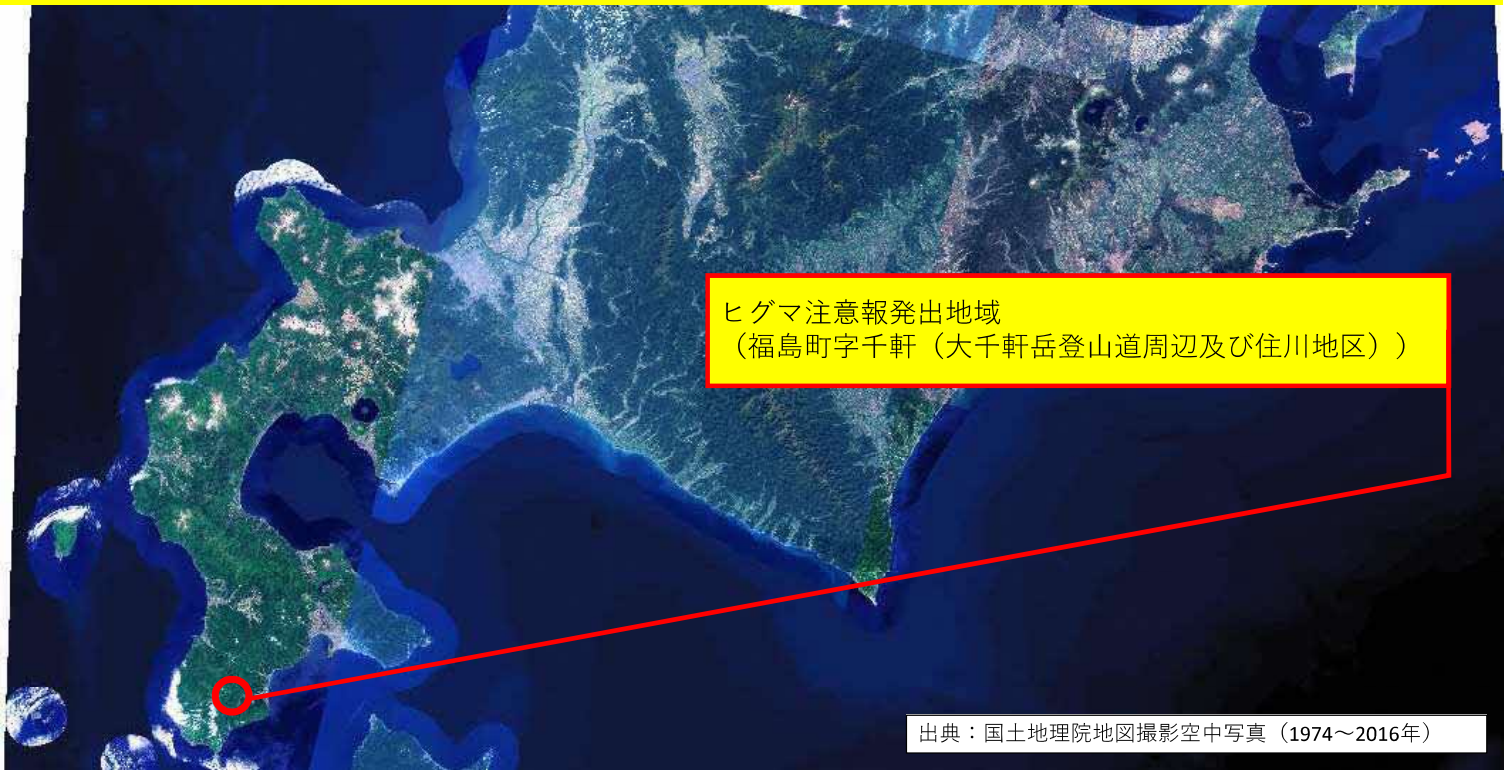 ヒグマ注意報発出地域
（福島町字千軒（大千軒岳登山道周辺及び住川地区））
出典：国土地理院地図撮影空中写真（1974～2016年）